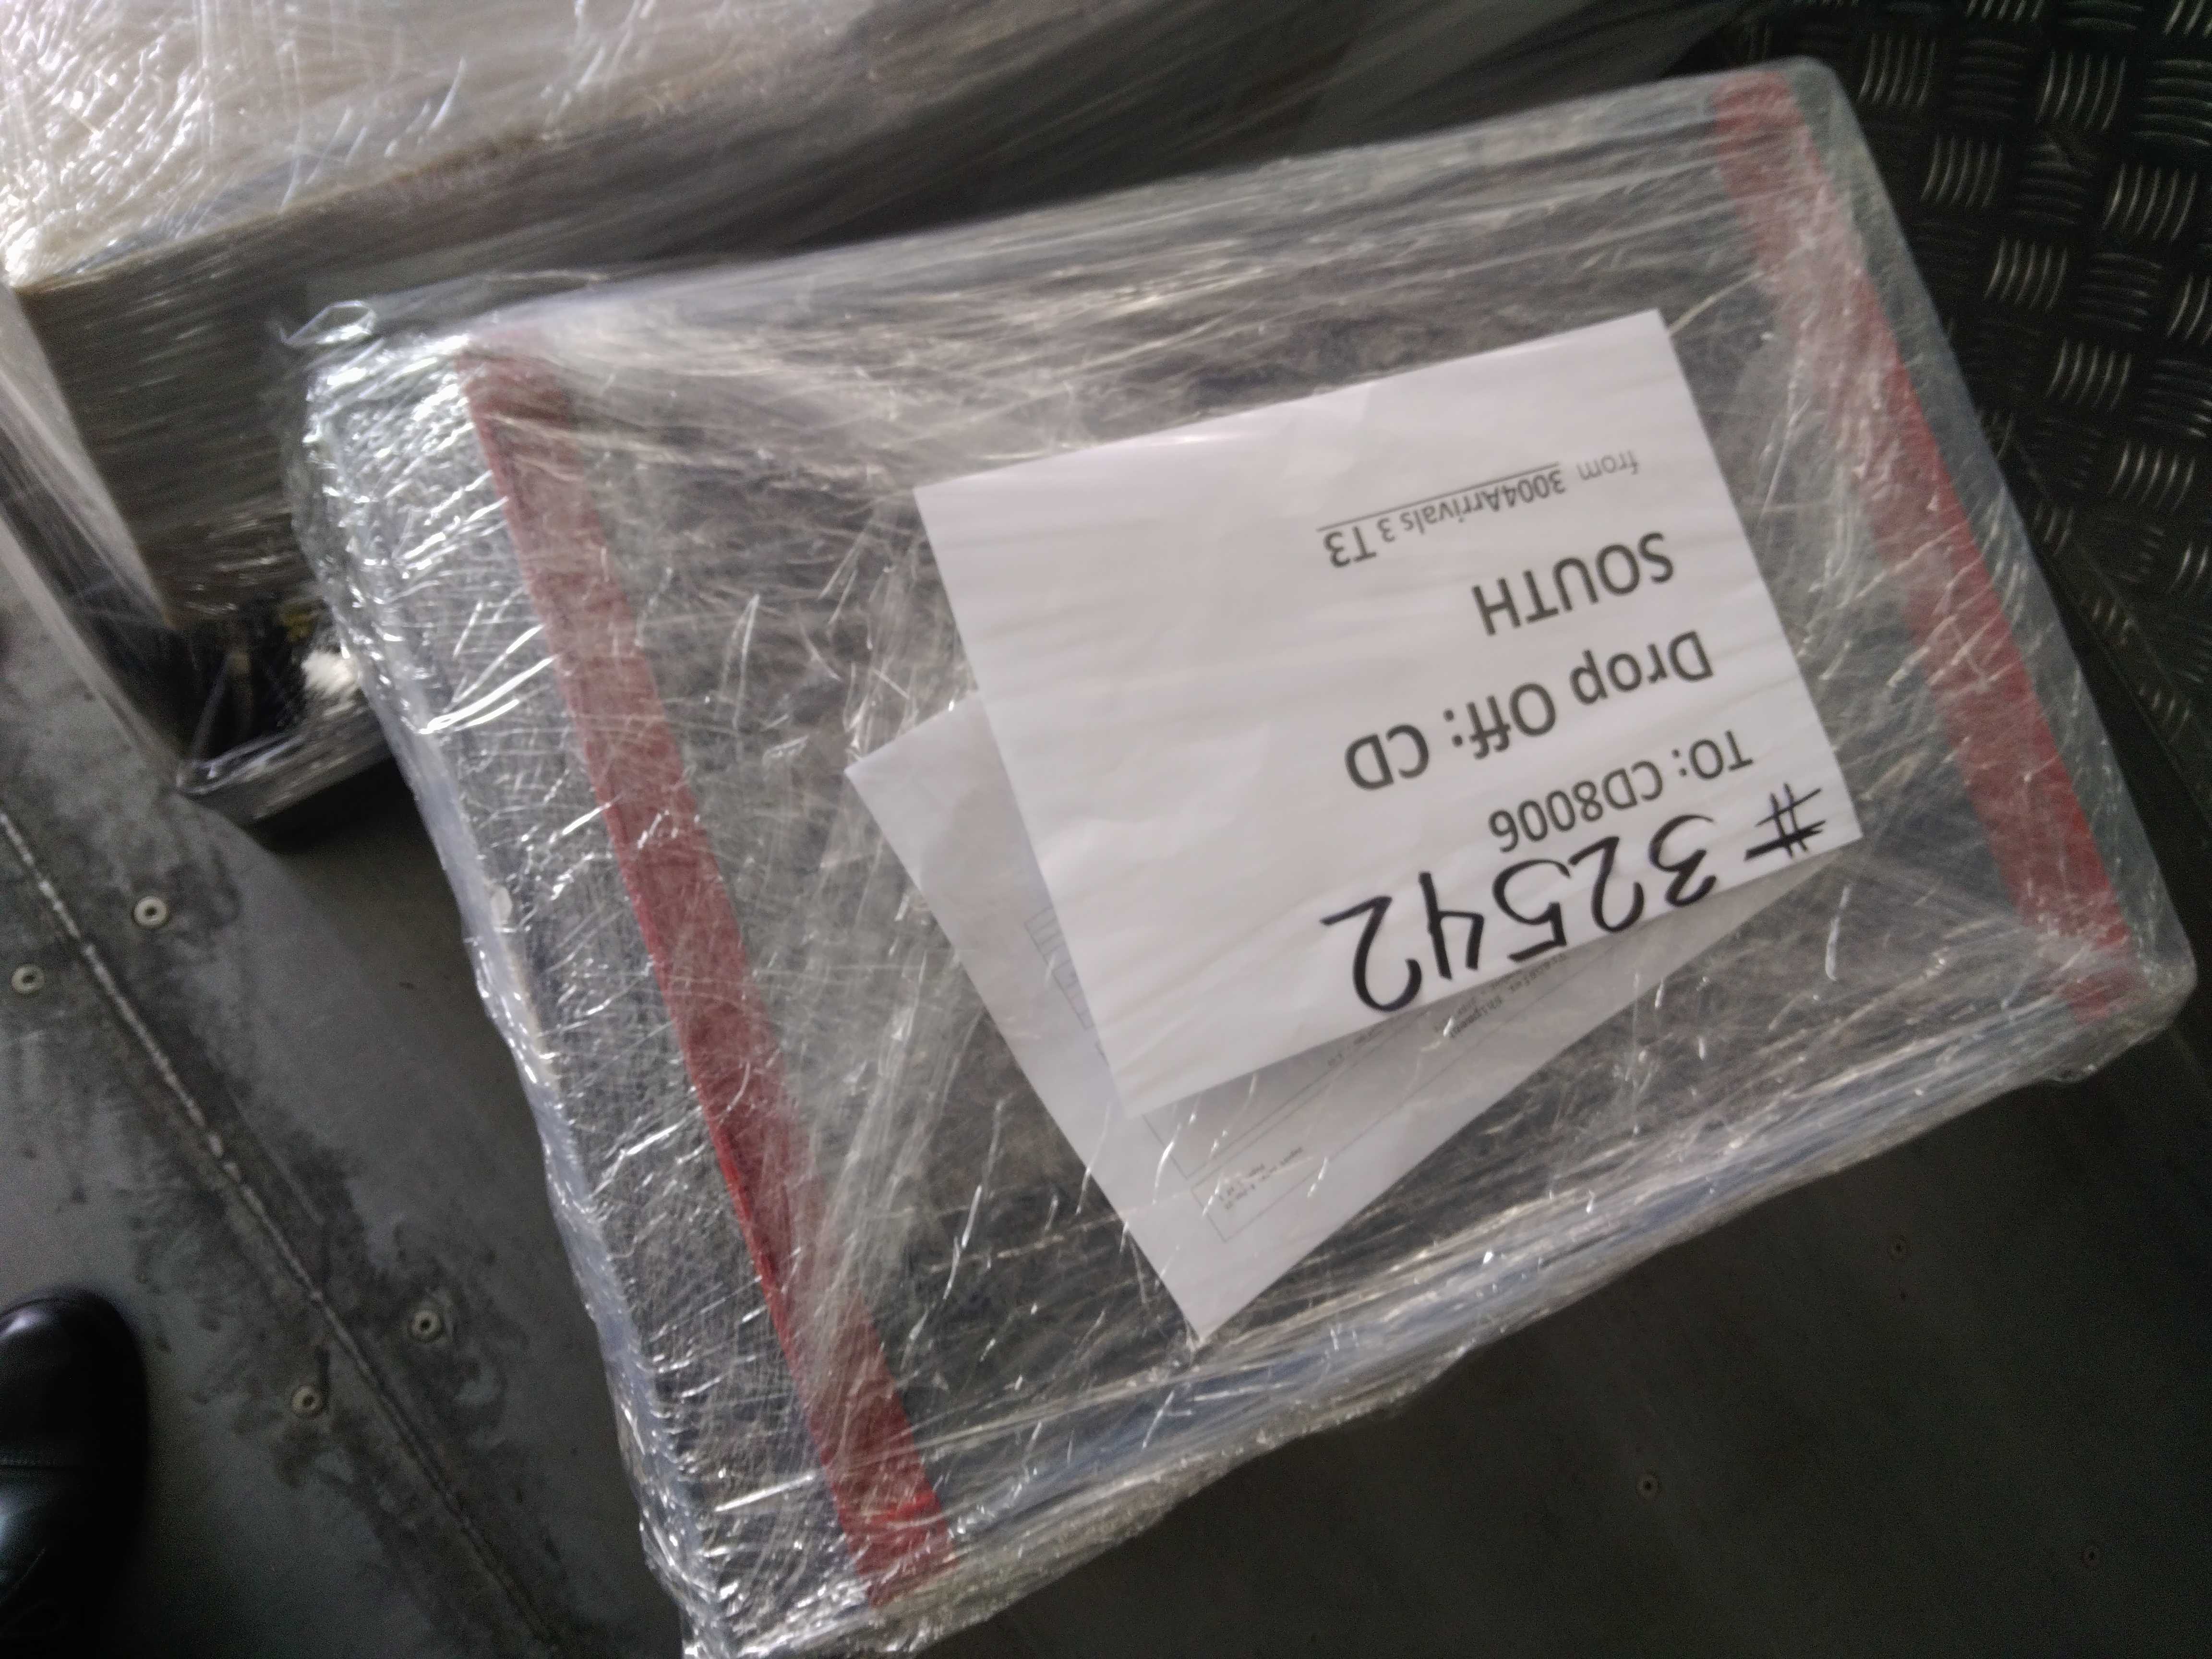 #32542
TO: CD8006
Drop Off: CD
SOUTH
from 3004Arrivals 3 T3